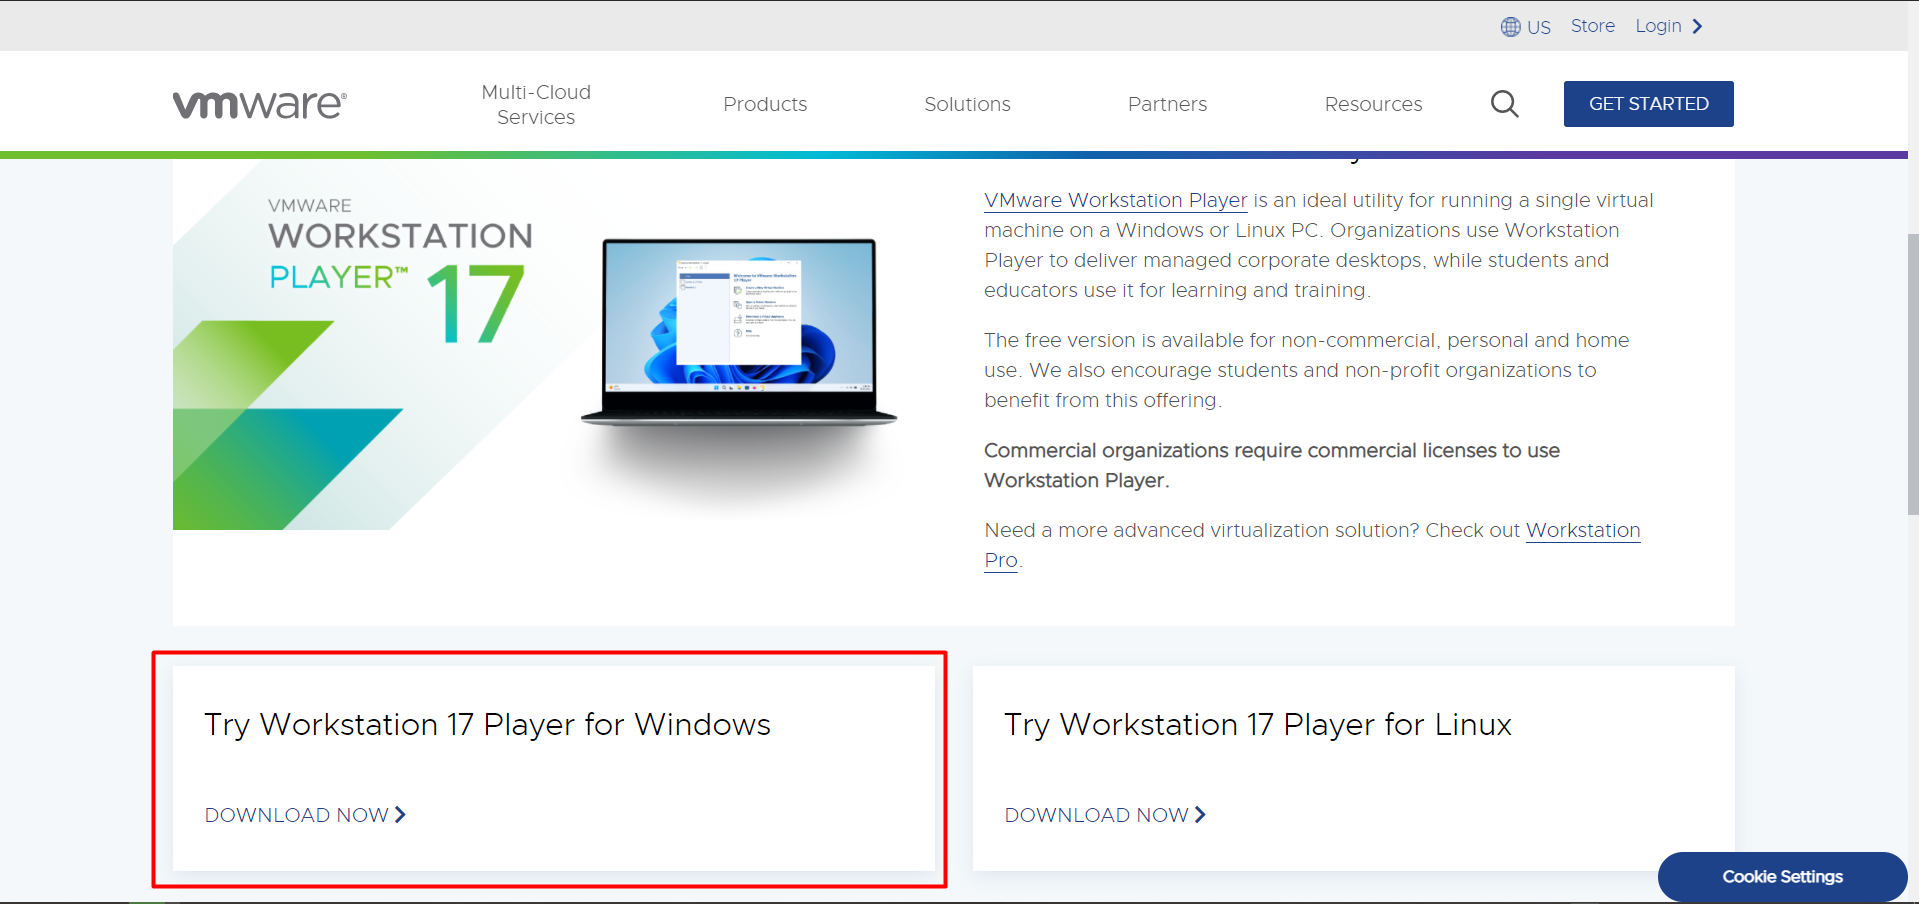 US Store Login
vmware®
Multi-Cloud
Services
Products
Solutions
Partners
Resources
GET STARTED
VMWARE
WORKSTATION
PLAYER™ 17
VMware Workstation Player is an ideal utility for running a single virtual
machine on a Windows or Linux PC. Organizations use Workstation
Player to deliver managed corporate desktops, while students and
educators use it for learning and training.
The free version is available for non-commercial, personal and home
use. We also encourage students and non-profit organizations to
benefit from this offering.
Commercial organizations require commercial licenses to use
Workstation Player.
Need a more advanced virtualization solution? Check out Workstation
Pro.
Try Workstation 17 Player for Windows
DOWNLOAD NOW
Try Workstation 17 Player for Linux
DOWNLOAD NOW
Cookie Settings